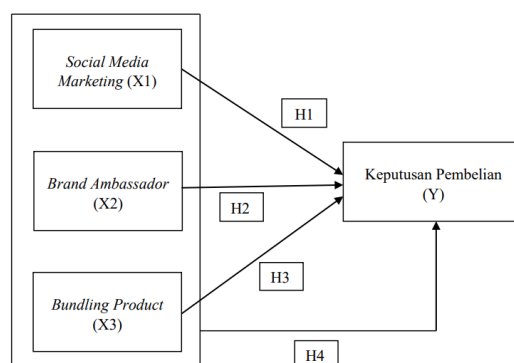 Social Media
Marketing (X1)
H1
Brand Ambassador
(X2)
H2
Keputusan Pembelian
(Y)
H3
Bundling Product
(X3)
H4